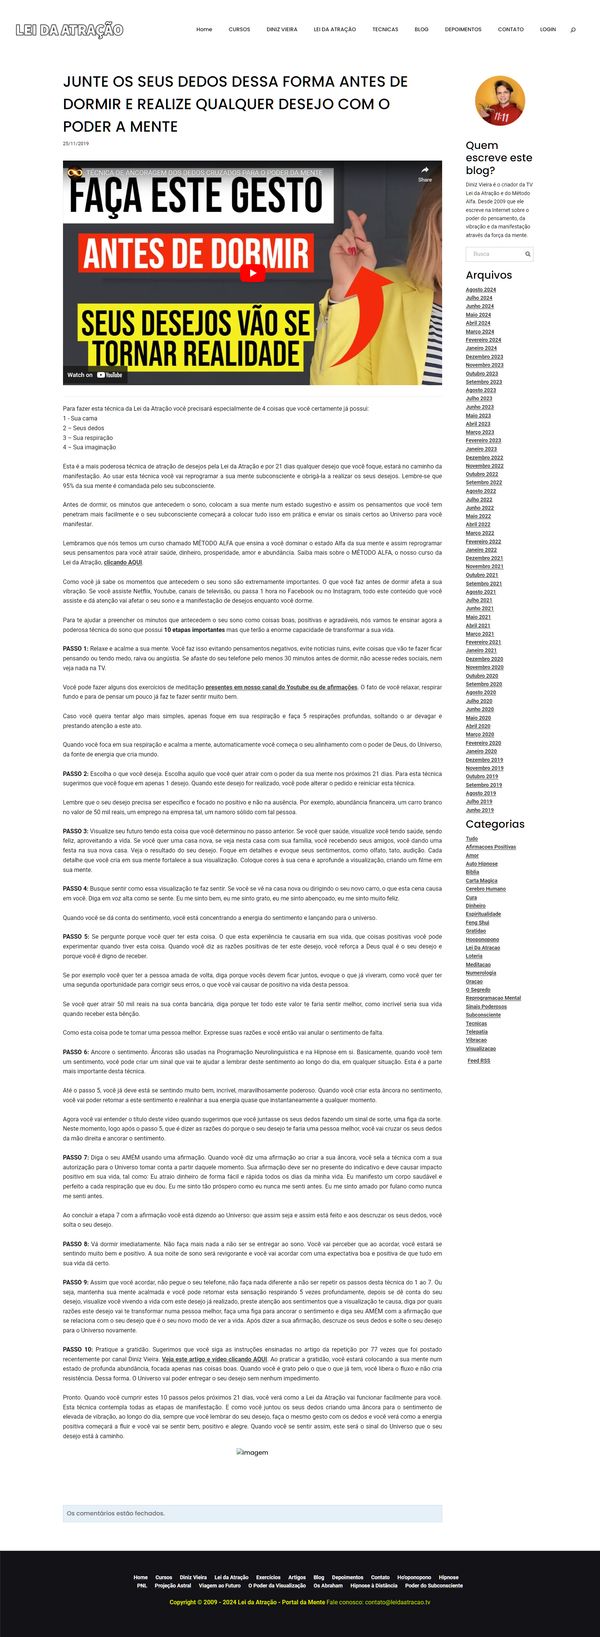 LEI DA ATRAÇÃO
Home CURSOS DINIZ VIEIRA LEI DA ATRAÇÃO TECNICAS BLOG DEPOIMENTOS CONTATO LOGIN
JUNTE OS SEUS DEDOS DESSA FORMA ANTES DE
DORMIR E REALIZE QUALQUER DESEJO COM O
PODER A MENTE
25/11/2019
TÉCNICA DE ANCORAGEM DOS DEDOS CRUZADOS PARA O PODER DA MENTE
Share
FAÇA ESTE GESTO
ANTES DE DORMIR
SEUS DESEJOS VÃO SE
TORNAR REALIDADE
Watch on YouTube
Para fazer esta técnica da Lei da Atração você precisará especialmente de 4 coisas que você certamente já possui:
1 - Sua cama
2 – Seus dedos
3 – Sua respiração
4 – Sua imaginação
Esta é a mais poderosa técnica de atração de desejos pela Lei da Atração e por 21 dias qualquer desejo que você foque, estará no caminho da
manifestação. Ao usar esta técnica você vai reprogramar a sua mente subconsciente e obrigá-la a realizar os seus desejos. Lembre-se que
95% da sua mente é comandada pelo seu subconsciente.
Antes de dormir, os minutos que antecedem o sono, colocam a sua mente num estado sugestivo e assim os pensamentos que você tem
penetram mais facilmente e o seu subconsciente começará a colocar tudo isso em prática e enviar os sinais certos ao Universo para você
manifestar.
Lembramos que nós temos um curso chamado MÉTODO ALFA que ensina a você dominar o estado Alfa da sua mente e assim reprogramar
seus pensamentos para você atrair saúde, dinheiro, prosperidade, amor e abundância. Saiba mais sobre o MÉTODO ALFA, o nosso curso da
Lei da Atração, clicando AQUI.
Como você já sabe os momentos que antecedem o seu sono são extremamente importantes. O que você faz antes de dormir afeta a sua
vibração. Se você assiste Netflix, Youtube, canais de televisão, ou passa 1 hora no Facebook ou no Instagram, todo este conteúdo que você
assiste e dá atenção vai afetar o seu sono e a manifestação de desejos enquanto você dorme.
Para te ajudar a preencher os minutos que antecedem o seu sono com coisas boas, positivas e agradáveis, nós vamos te ensinar agora a
poderosa técnica do sono que possui 10 etapas importantes mas que terão a enorme capacidade de transformar a sua vida.
PASSO 1: Relaxe e acalme a sua mente. Você faz isso evitando pensamentos negativos, evite notícias ruins, evite coisas que vão te fazer ficar
pensando ou tendo medo, raiva ou angústia. Se afaste do seu telefone pelo menos 30 minutos antes de dormir, não acesse redes sociais, nem
veja nada na TV.
Você pode fazer alguns dos exercícios de meditação presentes em nosso canal do Youtube ou de afirmações. O fato de você relaxar, respirar
fundo e para de pensar um pouco já faz te fazer sentir muito bem.
Caso você queira tentar algo mais simples, apenas foque em sua respiração e faça 5 respirações profundas, soltando o ar devagar e
prestando atenção a este ato.
Quando você foca em sua respiração e acalma a mente, automaticamente você começa o seu alinhamento com o poder de Deus, do Universo,
da fonte de energia que cria mundo.
PASSO 2: Escolha o que você deseja. Escolha aquilo que você quer atrair com o poder da sua mente nos próximos 21 dias. Para esta técnica
sugerimos que você foque em apenas 1 desejo. Quando este desejo for realizado, você pode alterar o pedido e reiniciar esta técnica.
Lembre que o seu desejo precisa ser específico e focado no positivo e não na ausência. Por exemplo, abundância financeira, um carro branco
no valor de 50 mil reais, um emprego na empresa tal, um namoro sólido com tal pessoa.
PASSO 3: Visualize seu futuro tendo esta coisa que você determinou no passo anterior. Se você quer saúde, visualize você tendo saúde, sendo
feliz, aproveitando a vida. Se você quer uma casa nova, se veja nesta casa com sua família, você recebendo seus amigos, você dando uma
festa na sua nova casa. Veja o resultado do seu desejo. Foque em detalhes e evoque seus sentimentos, como olfato, tato, audição. Cada
detalhe que você cria em sua mente fortalece a sua visualização. Coloque cores à sua cena e aprofunde a visualização, criando um filme em
sua mente.
PASSO 4: Busque sentir como essa visualização te faz sentir. Se você se vê na casa nova ou dirigindo o seu novo carro, o que esta cena causa
em você. Diga em voz alta como se sente. Eu me sinto bem, eu me sinto grato, eu me sinto abençoado, eu me sinto muito feliz.
Quando você se dá conta do sentimento, você está concentrando a energia do sentimento e lançando para o universo.
PASSO 5: Se pergunte porque você quer ter esta coisa. O que esta experiência te causaria em sua vida, que coisas positivas você pode
experimentar quando tiver esta coisa. Quando você diz as razões positivas de ter este desejo, você reforça a Deus qual é o seu desejo e
porque você é digno de receber.
Se por exemplo você quer ter a pessoa amada de volta, diga porque vocês devem ficar juntos, evoque o que já viveram, como você quer ter
uma segunda oportunidade para corrigir seus erros, o que você vai causar de positivo na vida desta pessoa.
Se você quer atrair 50 mil reais na sua conta bancária, diga porque ter todo este valor te faria sentir melhor, como incrível seria sua vida
quando receber esta bênção.
Como esta coisa pode te tornar uma pessoa melhor. Expresse suas razões e você então vai anular o sentimento de falta.
PASSO 6: Ancore o sentimento. Âncoras são usadas na Programação Neurolinguística e na Hipnose em si. Basicamente, quando você tem
um sentimento, você pode criar um sinal que vai te ajudar a lembrar deste sentimento ao longo do dia, em qualquer situação. Esta é a parte
mais importante desta técnica.
Até o passo 5, você já deve está se sentindo muito bem, incrível, maravilhosamente poderoso. Quando criar esta âncora no sentimento,
você vai poder retornar a este sentimento e realinhar a sua energia quase que instantaneamente a qualquer momento.
Agora você vai entender o título deste vídeo quando sugerimos que você juntasse os seus dedos fazendo um sinal de sorte, uma figa da sorte.
Neste momento, logo após o passo 5, que é dizer as razões do porque o seu desejo te faria uma pessoa melhor, você vai cruzar os seus dedos
da mão direita e ancorar o sentimento.
PASSO 7: Diga o seu AMÉM usando uma afirmação. Quando você diz uma afirmação ao criar a sua âncora, você sela a técnica com a sua
autorização para o Universo tomar conta a partir daquele momento. Sua afirmação deve ser no presente do indicativo e deve causar impacto
positivo em sua vida, tal como: Eu atraio dinheiro de forma fácil e rápida todos os dias da minha vida. Eu manifesto um corpo saudável e
perfeito a cada respiração que eu dou. Eu me sinto tão próspero como eu nunca me senti antes. Eu me sinto amado por fulano como nunca
me senti antes.
Ao concluir a etapa 7 com a afirmação você está dizendo ao Universo: que assim seja e assim está feito e aos descruzar os seus dedos, você
solta o seu desejo.
PASSO 8: Vá dormir imediatamente. Não faça mais nada a não ser se entregar ao sono. Você vai perceber que ao acordar, você estará se
sentindo muito bem e positivo. A sua noite de sono será revigorante e você vai acordar com uma expectativa boa e positiva de que tudo em
sua vida dá certo.
PASSO 9: Assim que você acordar, não pegue o seu telefone, não faça nada diferente a não ser repetir os passos desta técnica do 1 ao 7. Ou
seja, mantenha sua mente acalmada e você pode retomar esta sensação respirando 5 vezes profundamente, depois se dê conta do seu
desejo, visualize você vivendo a vida com este desejo já realizado, preste atenção aos sentimentos que a visualização te causa, diga por quais
razões este desejo vai te transformar numa pessoa melhor, faça uma figa para ancorar o sentimento e diga seu AMÉM com a afirmação que
se relaciona com o seu desejo que é o seu novo modo de ver a vida. Após dizer a sua afirmação, descruze os seus dedos e solte o seu desejo
para o Universo novamente.
PASSO 10: Pratique a gratidão. Sugerimos que você siga as instruções ensinadas no artigo da repetição por 77 vezes que foi postado
recentemente por canal Diniz Vieira. Veja este artigo e vídeo clicando AQUI. Ao praticar a gratidão, você estará colocando a sua mente num
estado de profunda abundância, focada apenas nas coisas boas. Quando você é grato pelo o que o que já tem, você libera o fluxo e não cria
resistência. Dessa forma. O Universo vai poder entregar o seu desejo sem nenhum impedimento.
Pronto. Quando você cumprir estes 10 passos pelos próximos 21 dias, você verá como a Lei da Atração vai funcionar facilmente para você.
Esta técnica contempla todas as etapas de manifestação. E como você juntou os seus dedos criando uma âncora para o sentimento de
elevada de vibração, ao longo do dia, sempre que você lembrar do seu desejo, faça o mesmo gesto com os dedos e você verá como a energia
positiva começará a fluir e você vai se sentir bem, positivo e alegre. Quando você se sentir assim, este será o sinal do Universo que o seu
desejo está à caminho.
imagem
Os comentários estão fechados.
Quem
escreve este
blog?
Diniz Vieira é o criador da TV
Lei da Atração e do Método
Alfa. Desde 2009 que ele
escreve na Internet sobre o
poder do pensamento, da
vibração e da manifestação
através da força da mente.
Busca
Arquivos
Agosto 2024
Julho 2024
Junho 2024
Maio 2024
Abril 2024
Março 2024
Fevereiro 2024
Janeiro 2024
Dezembro 2023
Novembro 2023
Outubro 2023
Setembro 2023
Agosto 2023
Julho 2023
Junho 2023
Maio 2023
Abril 2023
Março 2023
Fevereiro 2023
Janeiro 2023
Dezembro 2022
Novembro 2022
Outubro 2022
Setembro 2022
Agosto 2022
Julho 2022
Junho 2022
Maio 2022
Abril 2022
Março 2022
Fevereiro 2022
Janeiro 2022
Dezembro 2021
Novembro 2021
Outubro 2021
Setembro 2021
Agosto 2021
Julho 2021
Junho 2021
Maio 2021
Abril 2021
Março 2021
Fevereiro 2021
Janeiro 2021
Dezembro 2020
Novembro 2020
Outubro 2020
Setembro 2020
Agosto 2020
Julho 2020
Junho 2020
Maio 2020
Abril 2020
Março 2020
Fevereiro 2020
Janeiro 2020
Dezembro 2019
Novembro 2019
Outubro 2019
Setembro 2019
Agosto 2019
Julho 2019
Junho 2019
Categorias
Tudo
Afirmacoes Positivas
Amor
Auto Hipnose
Biblia
Carta Magica
Cerebro Humano
Cura
Dinheiro
Espiritualidade
Feng Shui
Gratidao
Hooponopono
Lei Da Atracao
Loteria
Meditacao
Numerologia
Oracao
O Segredo
Reprogramacao Mental
Sinais Poderosos
Subconsciente
Tecnicas
Telepatia
Vibracao
Visualizacao
Feed RSS
Home Cursos Diniz Vieira Lei da Atração Exercícios Artigos Blog Depoimentos Contato Ho'oponopono Hipnose
PNL Projeção Astral Viagem ao Futuro O Poder da Visualização Os Abraham Hipnose à Distância Poder do Subconsciente
Copyright © 2009 - 2024 Lei da Atração - Portal da Mente Fale conosco: contato@leidaatracao.tv